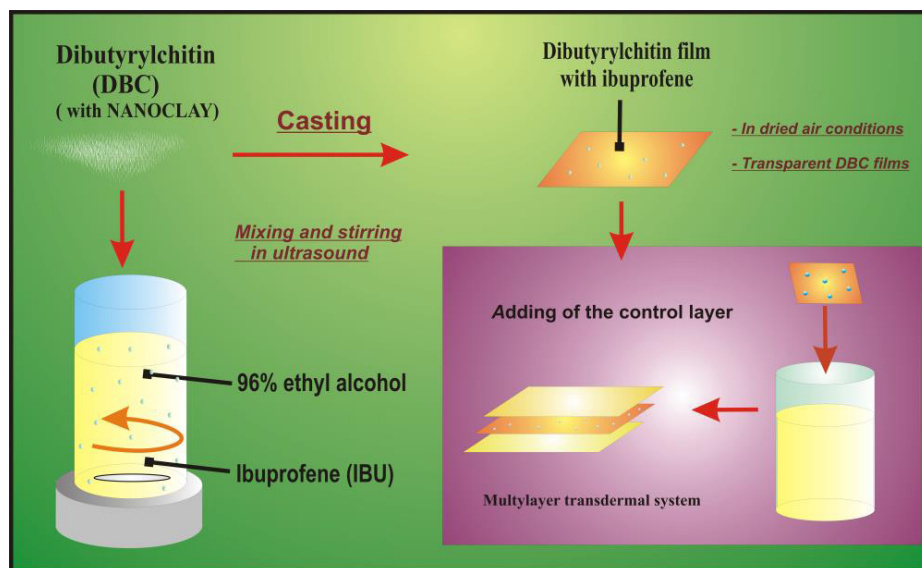 Dibutyrylchitin
(DBC)
( with NANOCLAY)
Casting
Mixing and stirring
in ultrasound
96% ethyl alcohol
Ibuprofene (IBU)
Dibutyrylchitin film
with ibuprofene
- In dried air conditions
- Transparent DBC films
Adding of the control layer
Multylayer transdermal system